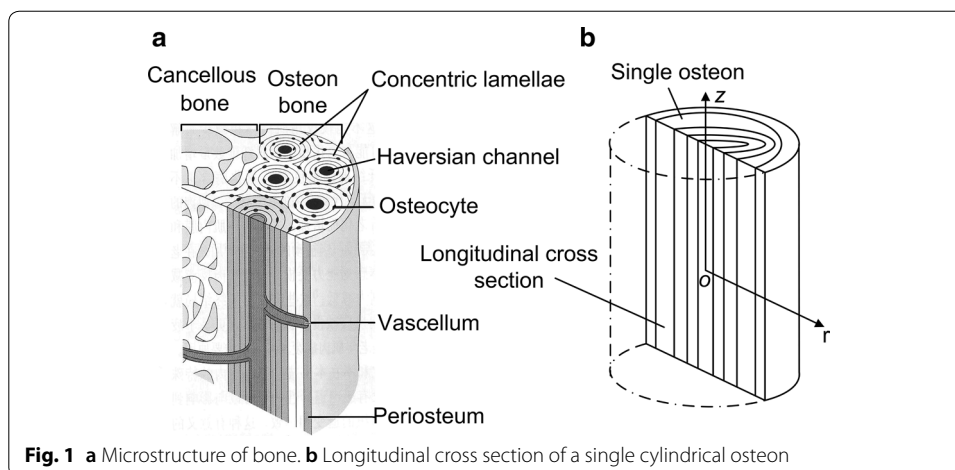 a
Cancellous
bone
Osteon
bone
Concentric lamellae
Haversian channel
Osteocyte
Vascellum
Periosteum
b
Single osteon
z
Longitudinal cross
section
o
r
Fig. 1 a Microstructure of bone. b Longitudinal cross section of a single cylindrical osteon